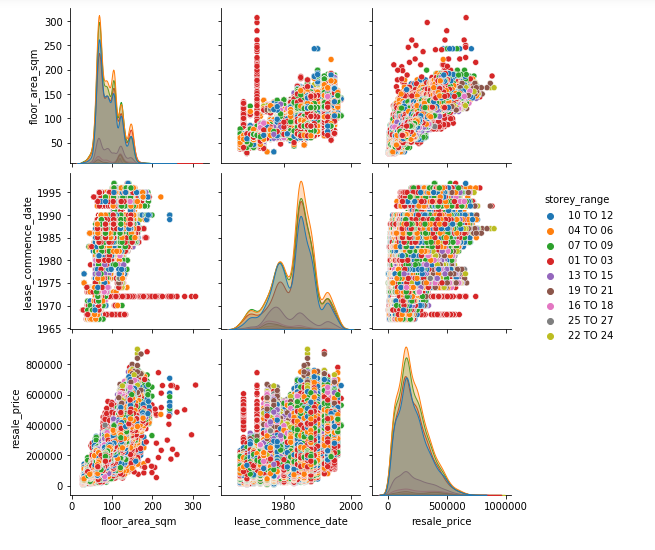 300
250
200
150
100
50
floor_area_sqm
1995
1990
1985
1980
1975
1970
1965
lease_commence_date
storey_range
10 TO 12
04 TO 06
07 TO 09
01 TO 03
13 TO 15
19 TO 21
16 TO 18
25 TO 27
22 TO 24
800000
600000
400000
200000
0
resale_price
0 100 200 300
1980 2000
0 500000 1000000
floor_area_sqm
lease_commence_date
resale_price